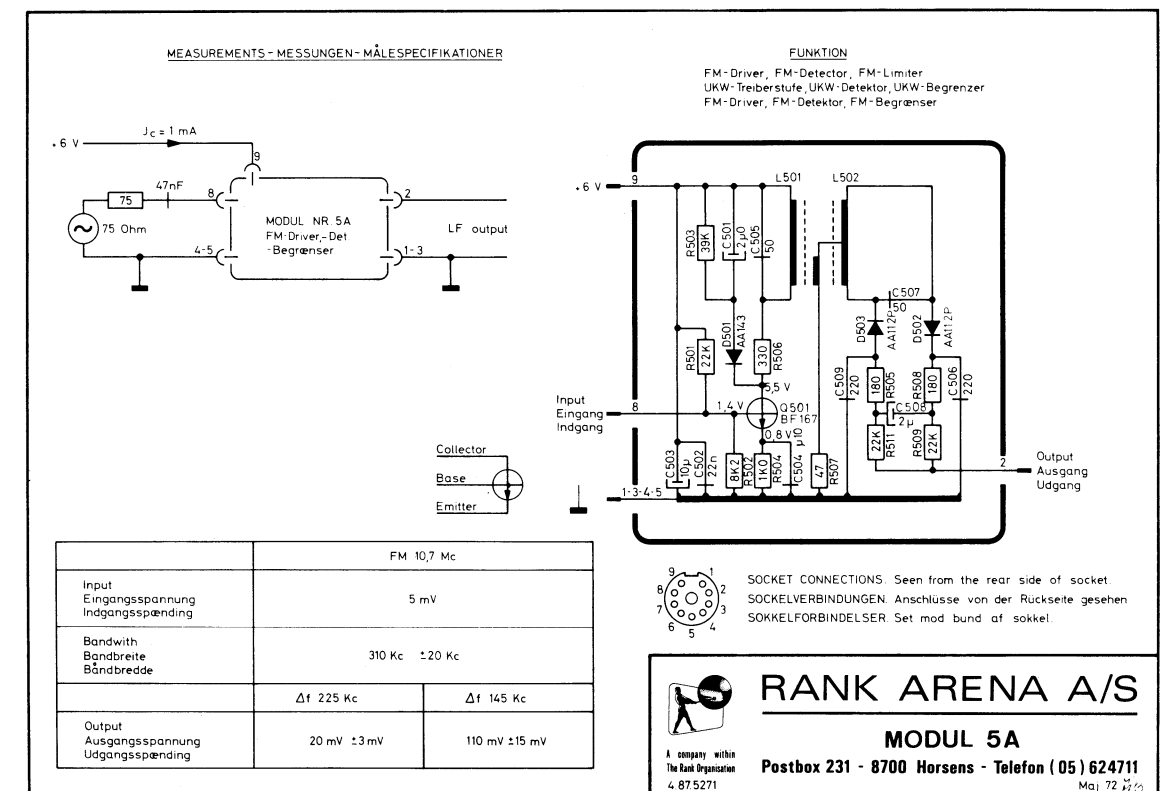 MEASUREMENTS - MESSUNGEN - MÅLESPECIFIKATIONER
+6 V
Jc = 1 mA
9
75
47nF
8
2
75 Ohm
MODUL NR. 5A
FM-Driver,-Det
-Begrænser
LF output
4-5
1-3
FUNKTION
FM-Driver, FM-Detector, FM-Limiter
UKW-Treiberstufe, UKW-Detektor, UKW-Begrenzer
FM-Driver, FM-Detektor, FM-Begrænser
+6 V
9
L501
L502
R503
39K
C501
2µ0
C505
50
C507
50
D503
AA112P
D502
AA112P
R501
22K
D501
AA143
330
R506
5,5 V
C509
220
180
R505
R508
180
C506
220
Input
Eingang
Indgang
8
1,4 V
Q501
BF167
0,8 V
µ10
C508
2µ
22K
R511
R509
22K
C503
10µ
C502
22n
8K2
R502
1K0
R504
C504
47
R507
2
Output
Ausgang
Udgang
1-3-4-5
Collector
Base
Emitter
FM 10,7 Mc
Input
Eingangsspannung
Indgangsspænding
5 mV
Bandwith
Bandbreite
Båndbredde
310 Kc ±20 Kc
Δf 225 Kc
Δf 145 Kc
Output
Ausgangsspannung
Udgangsspænding
20 mV ±3 mV
110 mV ±15 mV
9
1
8
2
7
3
6
5
4
SOCKET CONNECTIONS. Seen from the rear side of socket.
SOCKELVERBINDUNGEN. Anschlüsse von der Rückseite gesehen
SOKKELFORBINDELSER. Set mod bund af sokkel.
A company within
The Rank Organisation
4.87.5271
RANK ARENA A/S
MODUL 5A
Postbox 231 - 8700 Horsens - Telefon (05) 624711
Maj 72